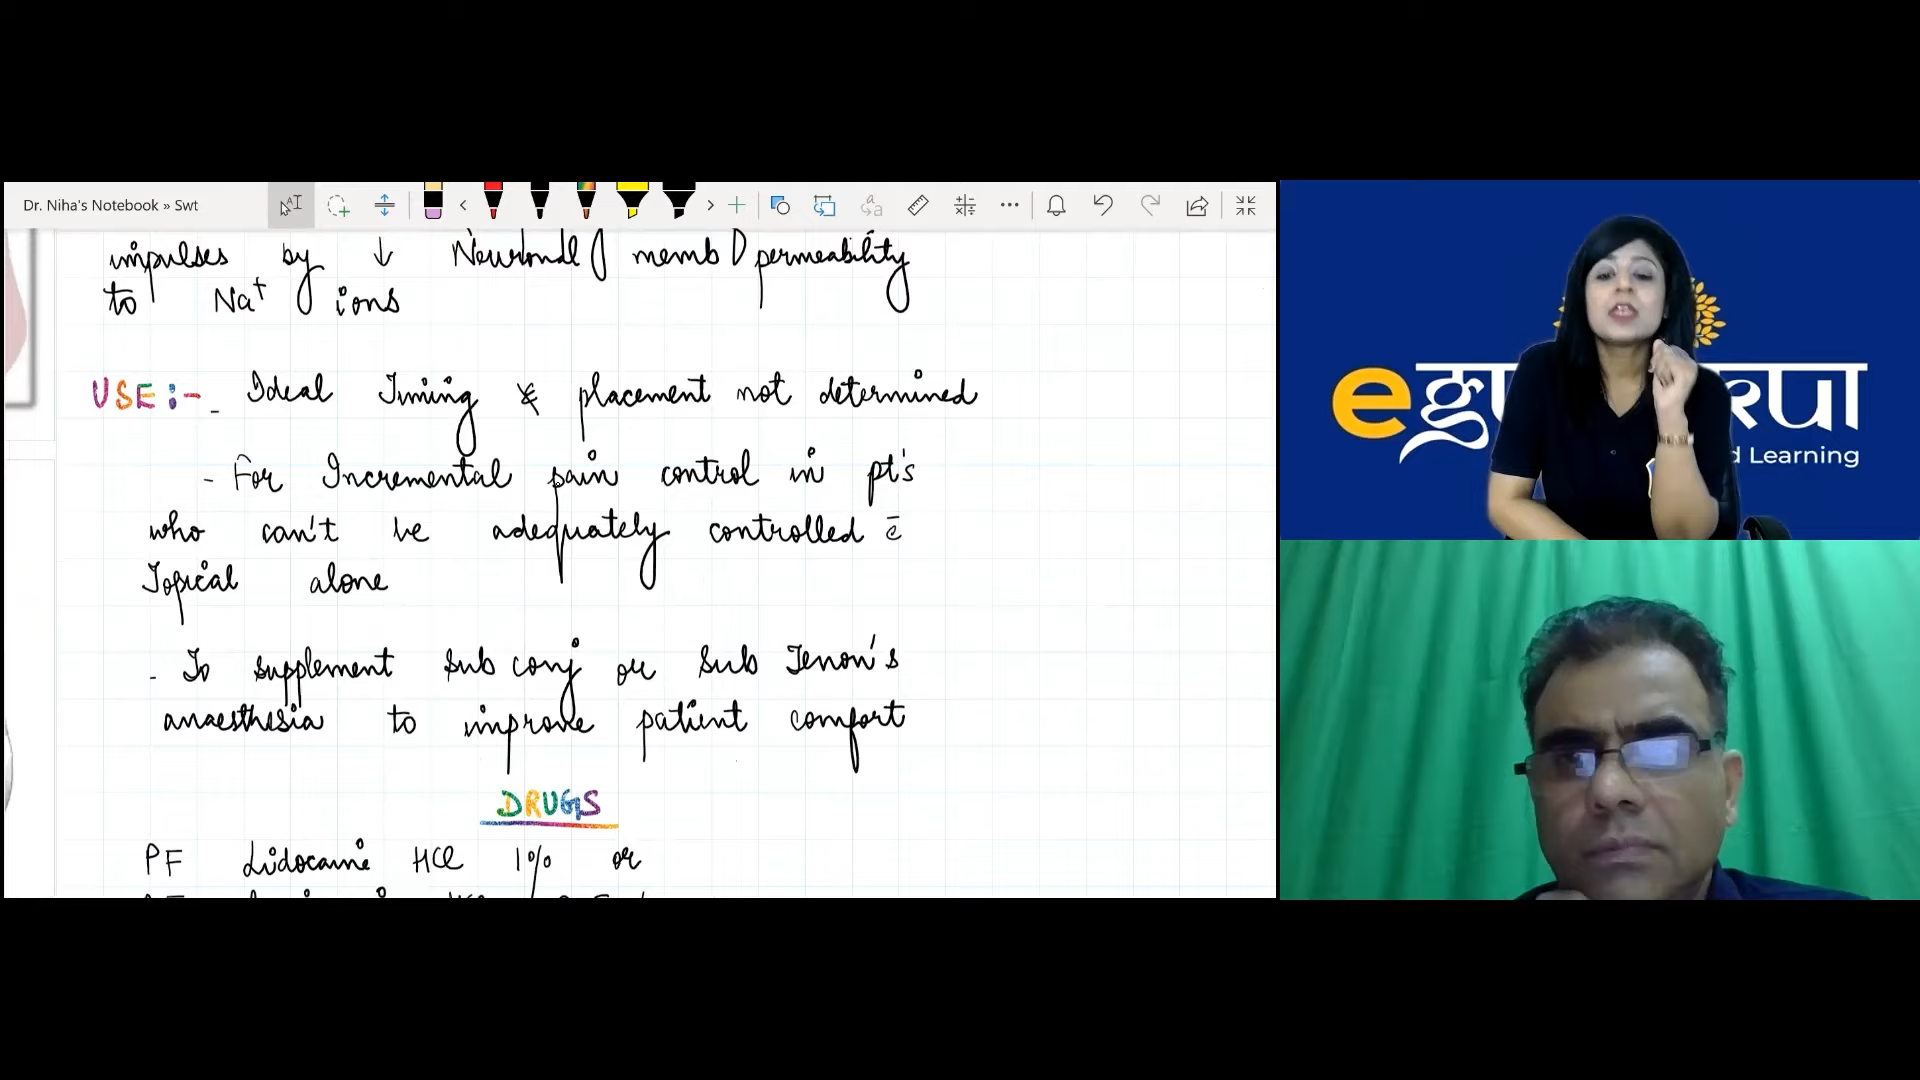 Dr. Niha's Notebook » Swt
impulses by ↓ Neuronal memb permeability
to Na⁺ ions
USE:- - Ideal Timing & placement not determined
- For Incremental pain control in pt's
who can't be adequately controlled c̄
Topical alone
- To supplement Sub conj or Sub Tenon's
anaesthesia to improve patient comfort
DRUGS
PF Lidocaine HCl 1% or
d Learning